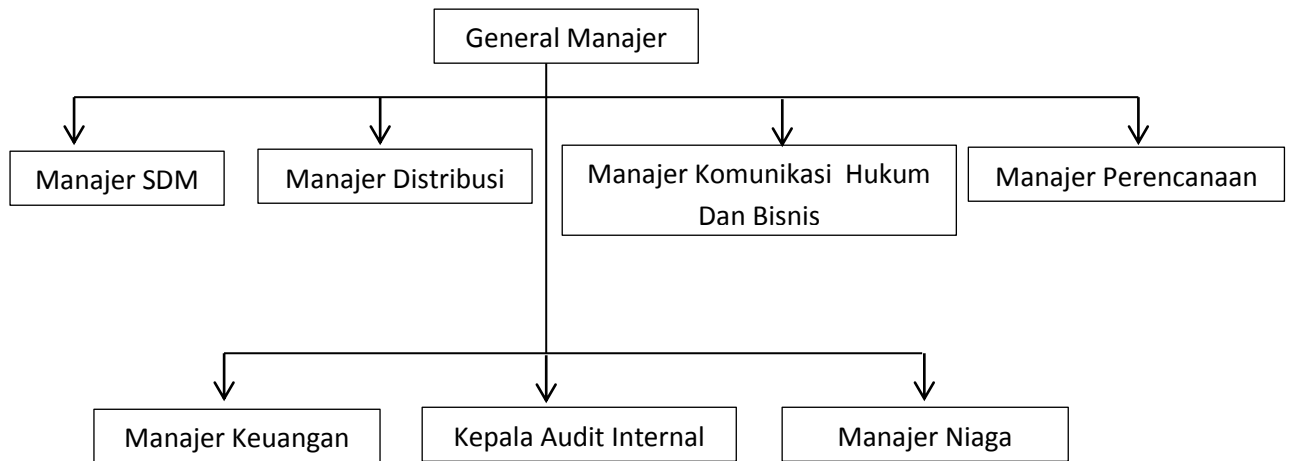 General Manajer
Manajer SDM
Manajer Distribusi
Manajer Komunikasi  Hukum
Dan Bisnis
Manajer Perencanaan
Manajer Keuangan
Kepala Audit Internal
Manajer Niaga